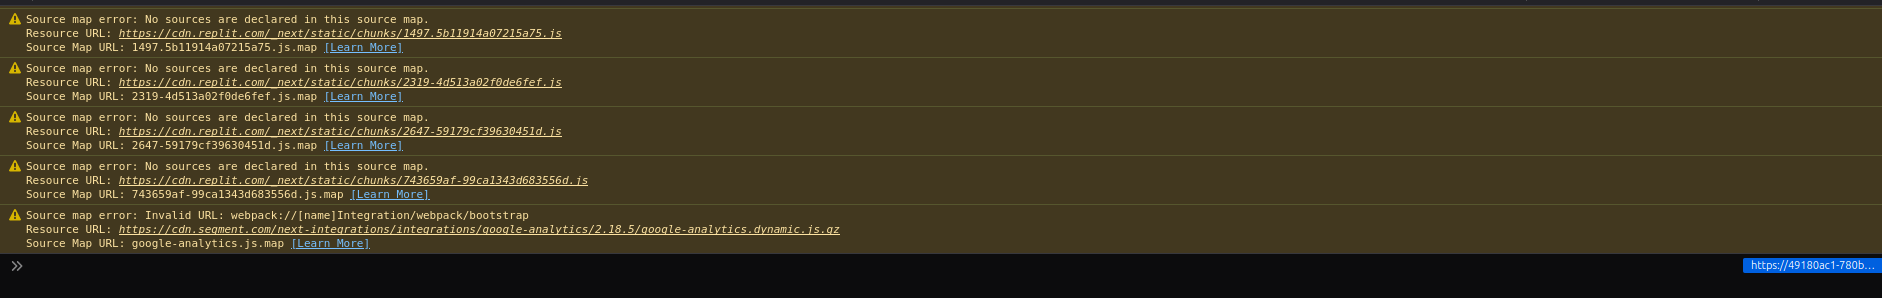 Source map error: No sources are declared in this source map.
Resource URL: https://cdn.replit.com/_next/static/chunks/1497.5b11914a07215a75.js
Source Map URL: 1497.5b11914a07215a75.js.map [Learn More]
Source map error: No sources are declared in this source map.
Resource URL: https://cdn.replit.com/_next/static/chunks/2319-4d513a02f0de6fef.js
Source Map URL: 2319-4d513a02f0de6fef.js.map [Learn More]
Source map error: No sources are declared in this source map.
Resource URL: https://cdn.replit.com/_next/static/chunks/2647-59179cf39630451d.js
Source Map URL: 2647-59179cf39630451d.js.map [Learn More]
Source map error: No sources are declared in this source map.
Resource URL: https://cdn.replit.com/_next/static/chunks/743659af-99ca1343d683556d.js
Source Map URL: 743659af-99ca1343d683556d.js.map [Learn More]
Source map error: Invalid URL: webpack://[name]Integration/webpack/bootstrap
Resource URL: https://cdn.segment.com/next-integrations/integrations/google-analytics/2.18.5/google-analytics.dynamic.js.gz
Source Map URL: google-analytics.js.map [Learn More]
https://49180ac1-780b…